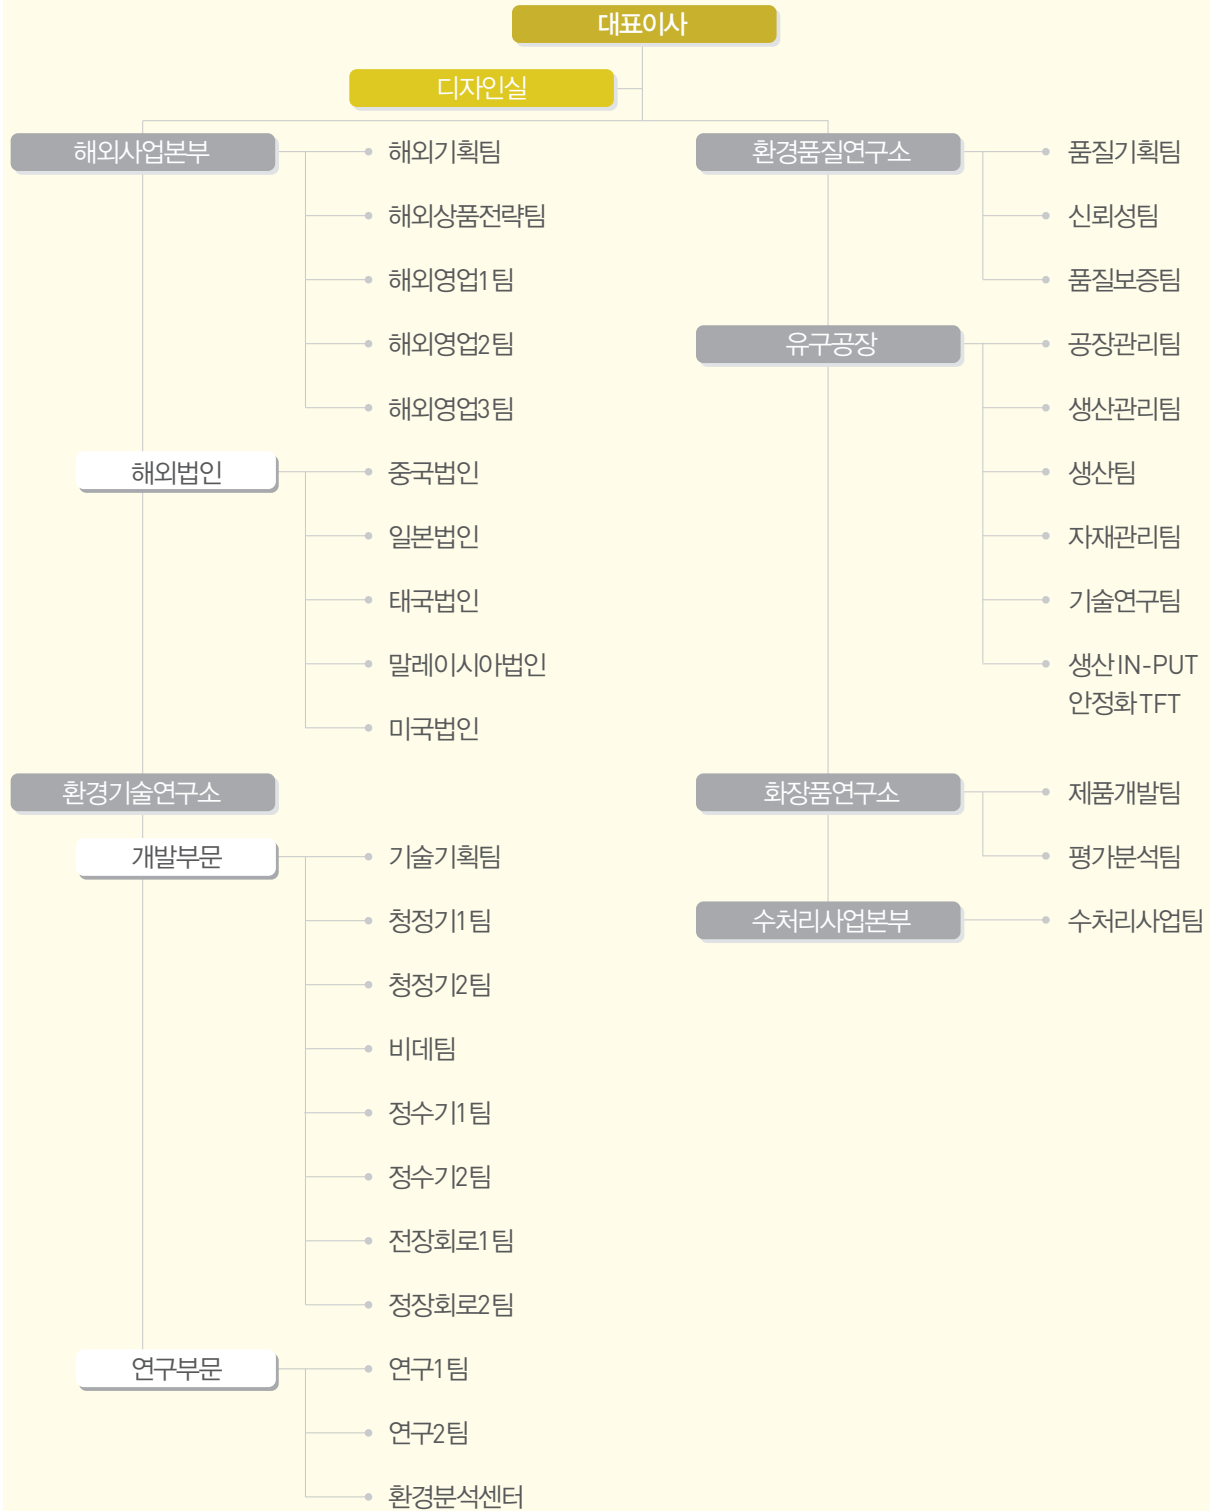 대표이사
디자인실
해외사업본부
해외기획팀
해외상품전략팀
해외영업1팀
해외영업2팀
해외영업3팀
해외법인
중국법인
일본법인
태국법인
말레이시아법인
미국법인
환경기술연구소
개발부문
기술기획팀
청정기1팀
청정기2팀
비데팀
정수기1팀
정수기2팀
전장회로1팀
정장회로2팀
연구부문
연구1팀
연구2팀
환경분석센터
환경품질연구소
품질기획팀
신뢰성팀
품질보증팀
유구공장
공장관리팀
생산관리팀
생산팀
자재관리팀
기술연구팀
생산 IN-PUT
안정화 TFT
화장품연구소
제품개발팀
평가분석팀
수처리사업본부
수처리사업팀